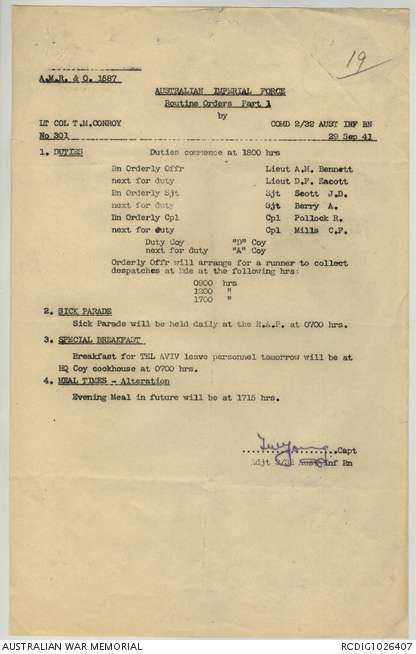 19
A.M.R. & O. 1587
AUSTRALIAN IMPERIAL FORCE
Routine Orders Part 1
by
LT COL T.M.CONROY COMD 2/32 AUST INF BN
No 301 29 Sep 41
1. DUTIES Duties commence at 1800 hrs
Bn Orderly Offr Lieut A.M. Bennett
next for duty Lieut D.F. Eacott
Bn Orderly Sjt Sjt Scott J.D.
next for duty Sjt Berry A.
Bn Orderly Cpl Cpl Pollock R.
next for duty Cpl Mills C.F.
Duty Coy "D" Coy
next for duty "A" Coy
Orderly Offr will arrange for a runner to collect
despatches at bde at the following hrs:
0900 hrs
1200 "
1700 "
2. SICK PARADE
Sick Parade will be held daily at the R.A.P. at 0700 hrs.
3. SPECIAL BREAKFAST
Breakfast for TEL AVIV leave personnel tomorrow will be at
HQ Coy cookhouse at 0700 hrs.
4. MEAL TIMES - Alteration
Evening Meal in future will be at 1715 hrs.
Capt
Adjt 2/32 Aust Inf Bn
AUSTRALIAN WAR MEMORIAL RCDIG1026407